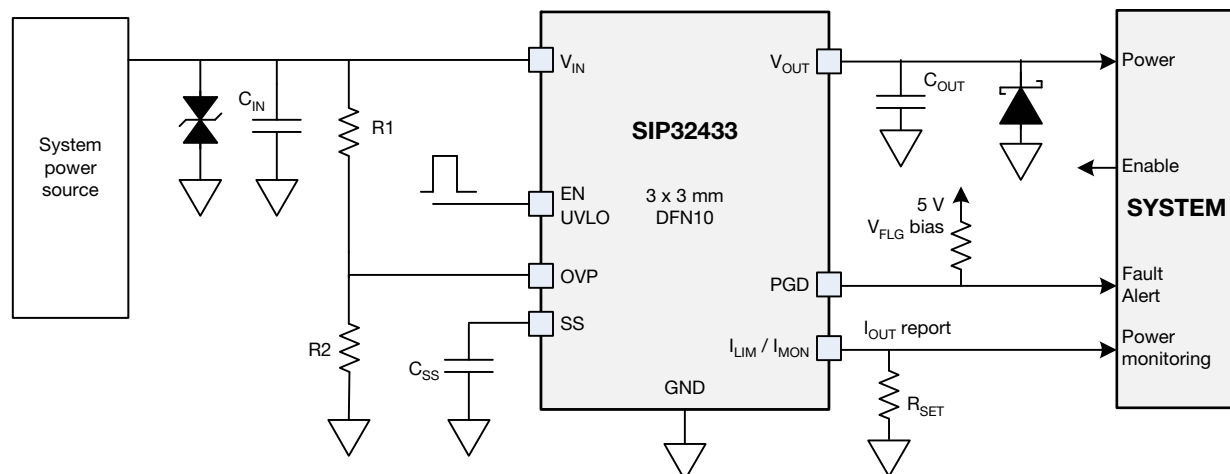 System
power
source
C_IN
R1
R2
C_SS
V_IN
EN
UVLO
OVP
SS
SIP32433
3 x 3 mm
DFN10
GND
V_OUT
PGD
I_LIM / I_MON
C_OUT
5 V
V_FLG bias
I_OUT report
R_SET
Power
Enable
SYSTEM
Fault
Alert
Power
monitoring